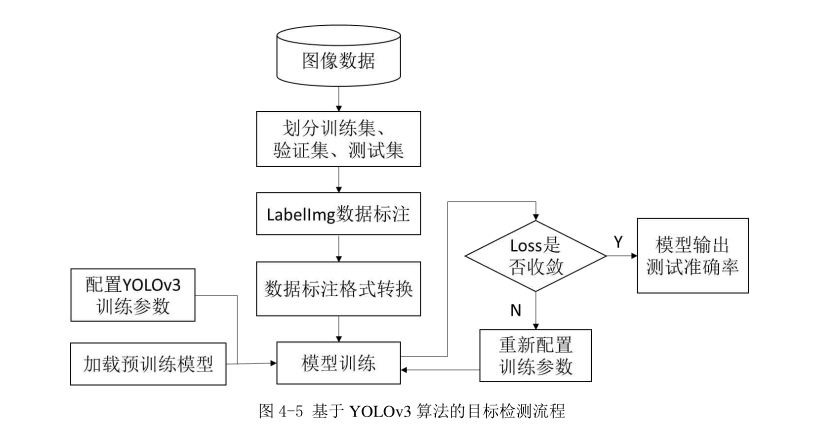 图像数据
划分训练集、
验证集、测试集
LabelImg数据标注
数据标注格式转换
配置YOLOv3
训练参数
加载预训练模型
模型训练
Loss是
否收敛
Y
模型输出
测试准确率
N
重新配置
训练参数
图 4-5 基于 YOLOv3 算法的目标检测流程